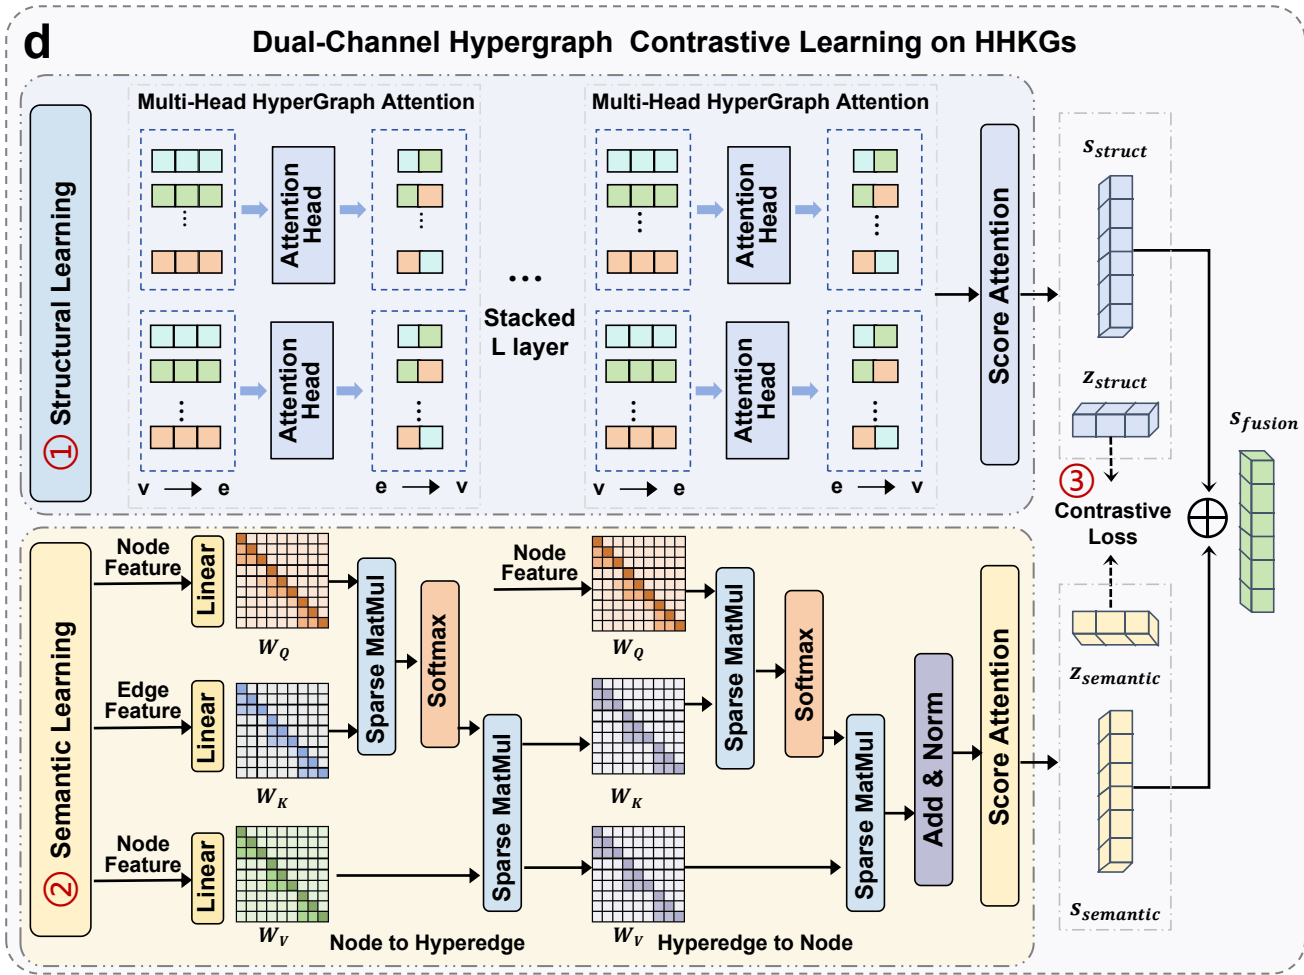 d
Dual-Channel Hypergraph Contrastive Learning on HHKGs
① Structural Learning
Multi-Head HyperGraph Attention
Attention Head
Attention Head
v → e
e → v
...
Stacked
L layer
Multi-Head HyperGraph Attention
Attention Head
Attention Head
v → e
e → v
Score Attention
s_struct
z_struct
③
Contrastive
Loss
z_semantic
s_semantic
s_fusion
② Semantic Learning
Node
Feature
Linear
W_Q
Edge
Feature
Linear
W_K
Node
Feature
Linear
W_V
Sparse MatMul
Softmax
Sparse MatMul
Node to Hyperedge
Node
Feature
W_Q
W_K
W_V
Sparse MatMul
Softmax
Sparse MatMul
Hyperedge to Node
Add & Norm
Score Attention